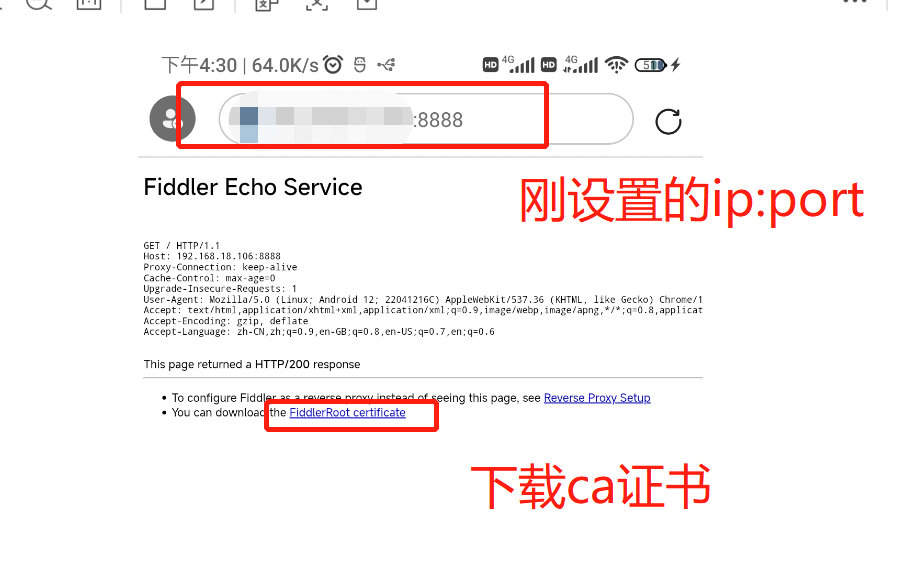 下午4:30 | 64.0K/s HD 4G HD 4G
:8888
Fiddler Echo Service
刚设置的ip:port
GET / HTTP/1.1
Host: 192.168.18.106:8888
Proxy-Connection: keep-alive
Cache-Control: max-age=0
Upgrade-Insecure-Requests: 1
User-Agent: Mozilla/5.0 (Linux; Android 12; 22041216C) AppleWebKit/537.36 (KHTML, like Gecko) Chrome/1
Accept: text/html,application/xhtml+xml,application/xml;q=0.9,image/webp,image/apng,*/*;q=0.8,applicat
Accept-Encoding: gzip, deflate
Accept-Language: zh-CN,zh;q=0.9,en-GB;q=0.8,en-US;q=0.7,en;q=0.6
This page returned a HTTP/200 response
• To configure Fiddler as a reverse proxy instead of seeing this page, see Reverse Proxy Setup
• You can download the FiddlerRoot certificate
下载ca证书